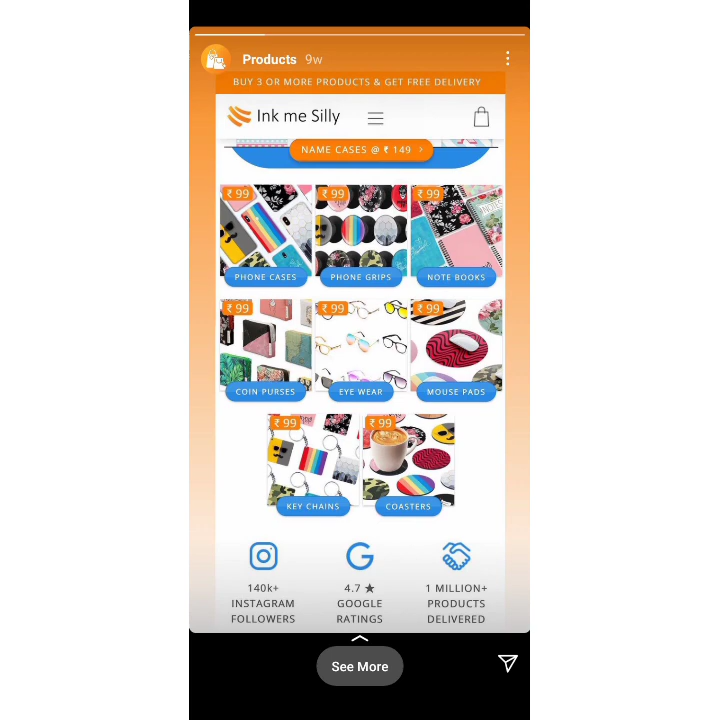 Products 9w
BUY 3 OR MORE PRODUCTS & GET FREE DELIVERY
Ink me Silly
NAME CASES @ ₹ 149 >
₹ 99
₹ 99
₹ 99
PHONE CASES
PHONE GRIPS
NOTE BOOKS
₹ 99
₹ 99
₹ 99
COIN PURSES
EYE WEAR
MOUSE PADS
₹ 99
₹ 99
KEY CHAINS
COASTERS
140k+
INSTAGRAM
FOLLOWERS
4.7 ★
GOOGLE
RATINGS
1 MILLION+
PRODUCTS
DELIVERED
See More